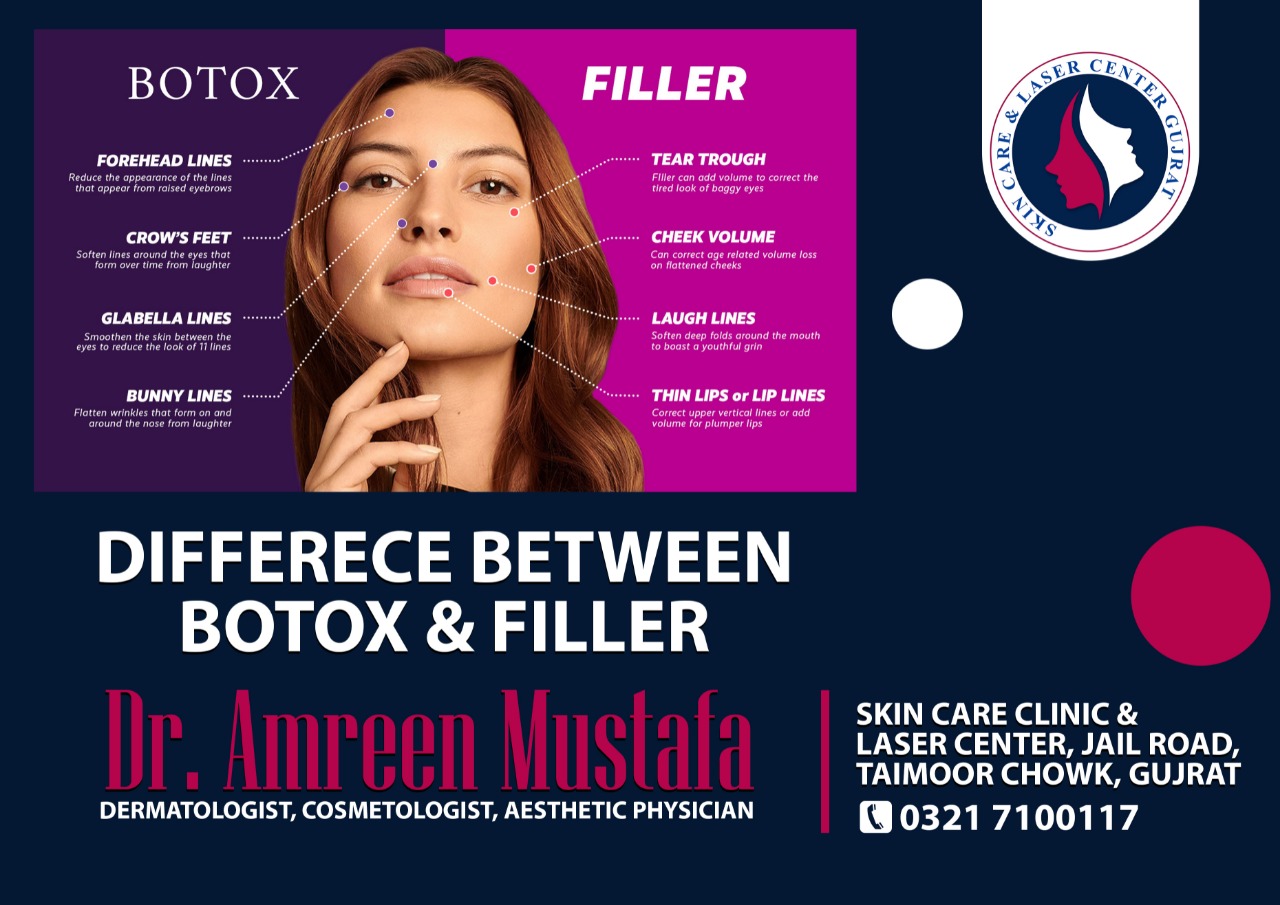 BOTOX
FOREHEAD LINES
Reduce the appearance of the lines
that appear from raised eyebrows
CROW'S FEET
Soften lines around the eyes that
form over time from laughter
GLABELLA LINES
Smoothen the skin between the
eyes to reduce the look of 11 lines
BUNNY LINES
Flatten wrinkles that form on and
around the nose from laughter
FILLER
TEAR TROUGH
FIller can add volume to correct the
tired look of baggy eyes
CHEEK VOLUME
Can correct age related volume loss
on flattened cheeks
LAUGH LINES
Soften deep folds around the mouth
to boast a youthful grin
THIN LIPS or LIP LINES
Correct upper vertical lines or add
volume for plumper lips
SKIN CARE & LASER CENTER GUJRAT
DIFFERECE BETWEEN
BOTOX & FILLER
Dr. Amreen Mustafa
DERMATOLOGIST, COSMETOLOGIST, AESTHETIC PHYSICIAN
SKIN CARE CLINIC &
LASER CENTER, JAIL ROAD,
TAIMOOR CHOWK, GUJRAT
0321 7100117